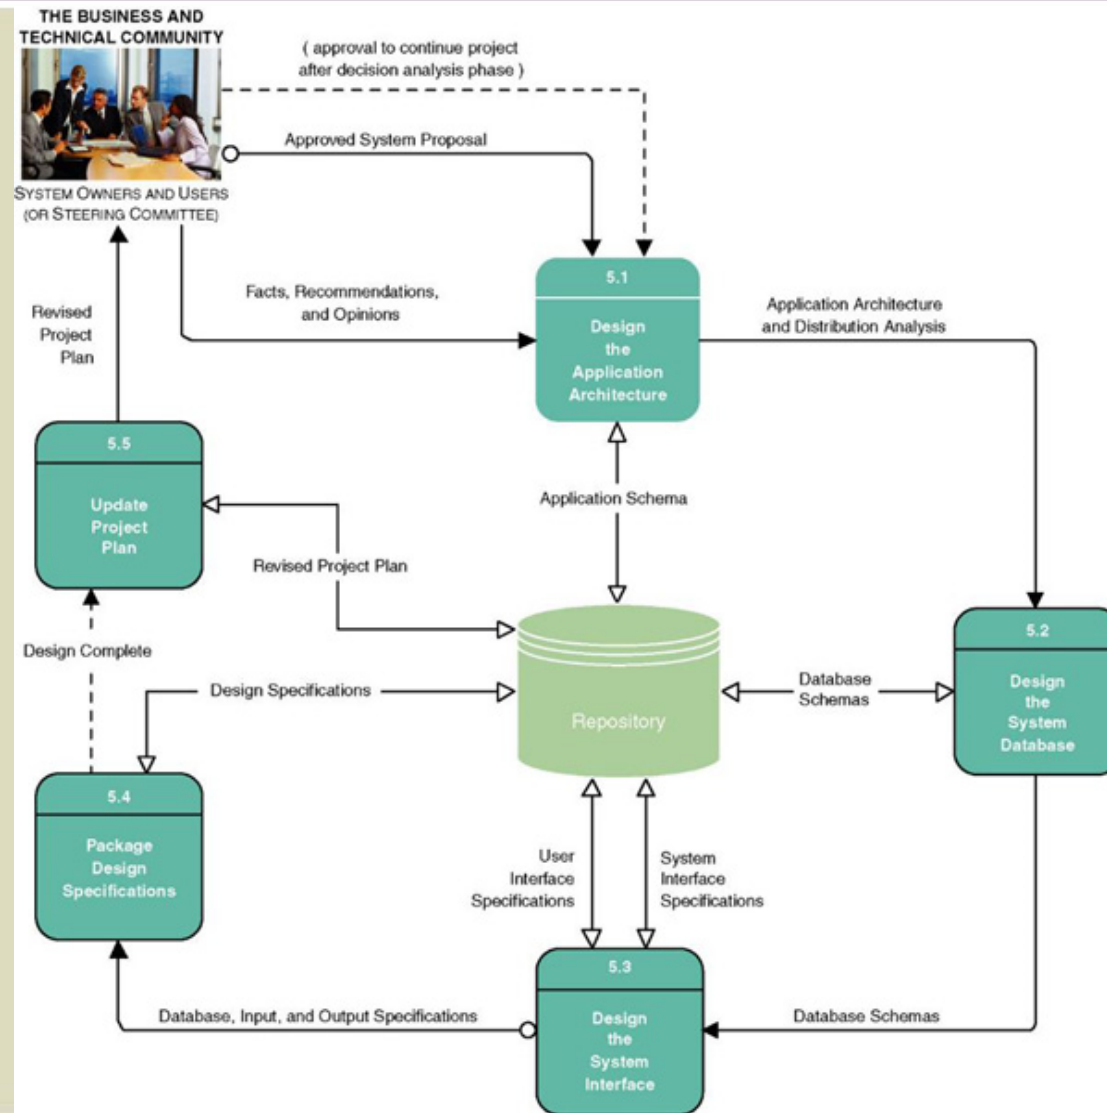 THE BUSINESS AND
TECHNICAL COMMUNITY
( approval to continue project
after decision analysis phase )
Approved System Proposal
SYSTEM OWNERS AND USERS
(OR STEERING COMMITTEE)
Revised
Project
Plan
Facts, Recommendations,
and Opinions
5.1
Design
the
Application
Architecture
Application Architecture
and Distribution Analysis
5.5
Update
Project
Plan
Application Schema
Revised Project Plan
Design Complete
Design Specifications
Repository
Database
Schemas
5.2
Design
the
System
Database
5.4
Package
Design
Specifications
User
Interface
Specifications
System
Interface
Specifications
5.3
Design
the
System
Interface
Database, Input, and Output Specifications
Database Schemas